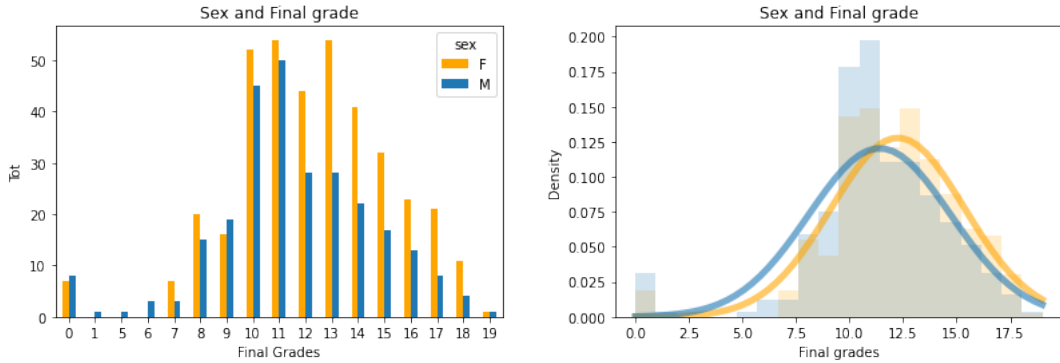 Sex and Final grade
50
40
30
20
10
0
Tot
0 1 5 6 7 8 9 10 11 12 13 14 15 16 17 18 19
Final Grades
sex
F
M
Sex and Final grade
0.200
0.175
0.150
0.125
0.100
0.075
0.050
0.025
0.000
Density
0.0 2.5 5.0 7.5 10.0 12.5 15.0 17.5
Final grades